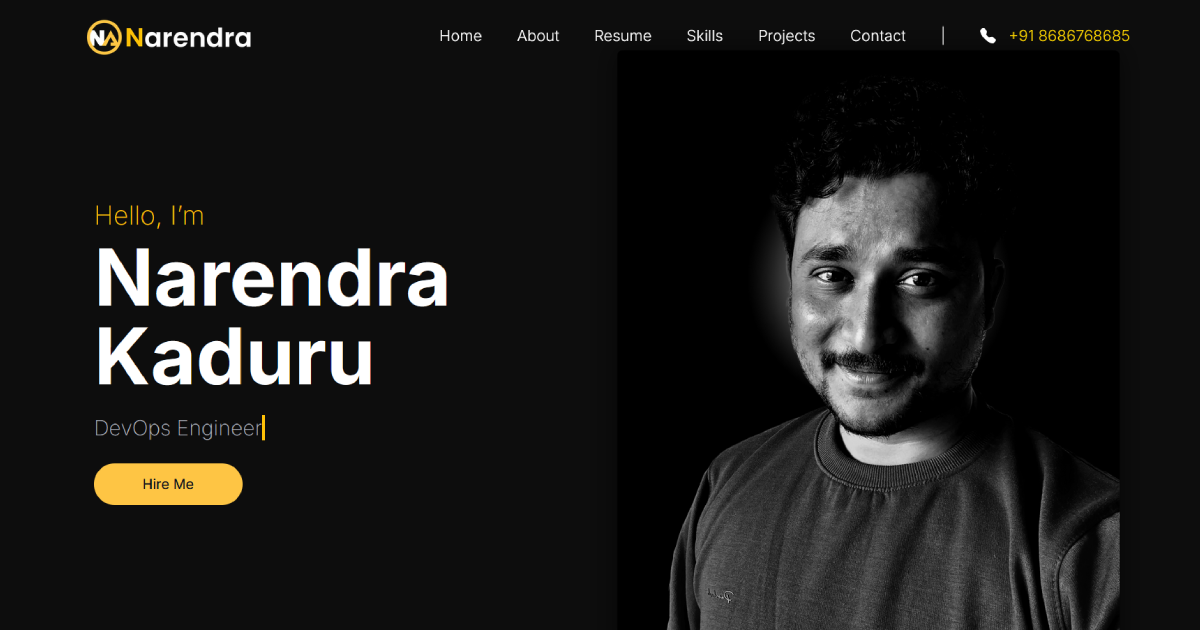 NA Narendra
Home About Resume Skills Projects Contact | +91 8686768685
Hello, I'm
Narendra
Kaduru
DevOps Engineer
Hire Me